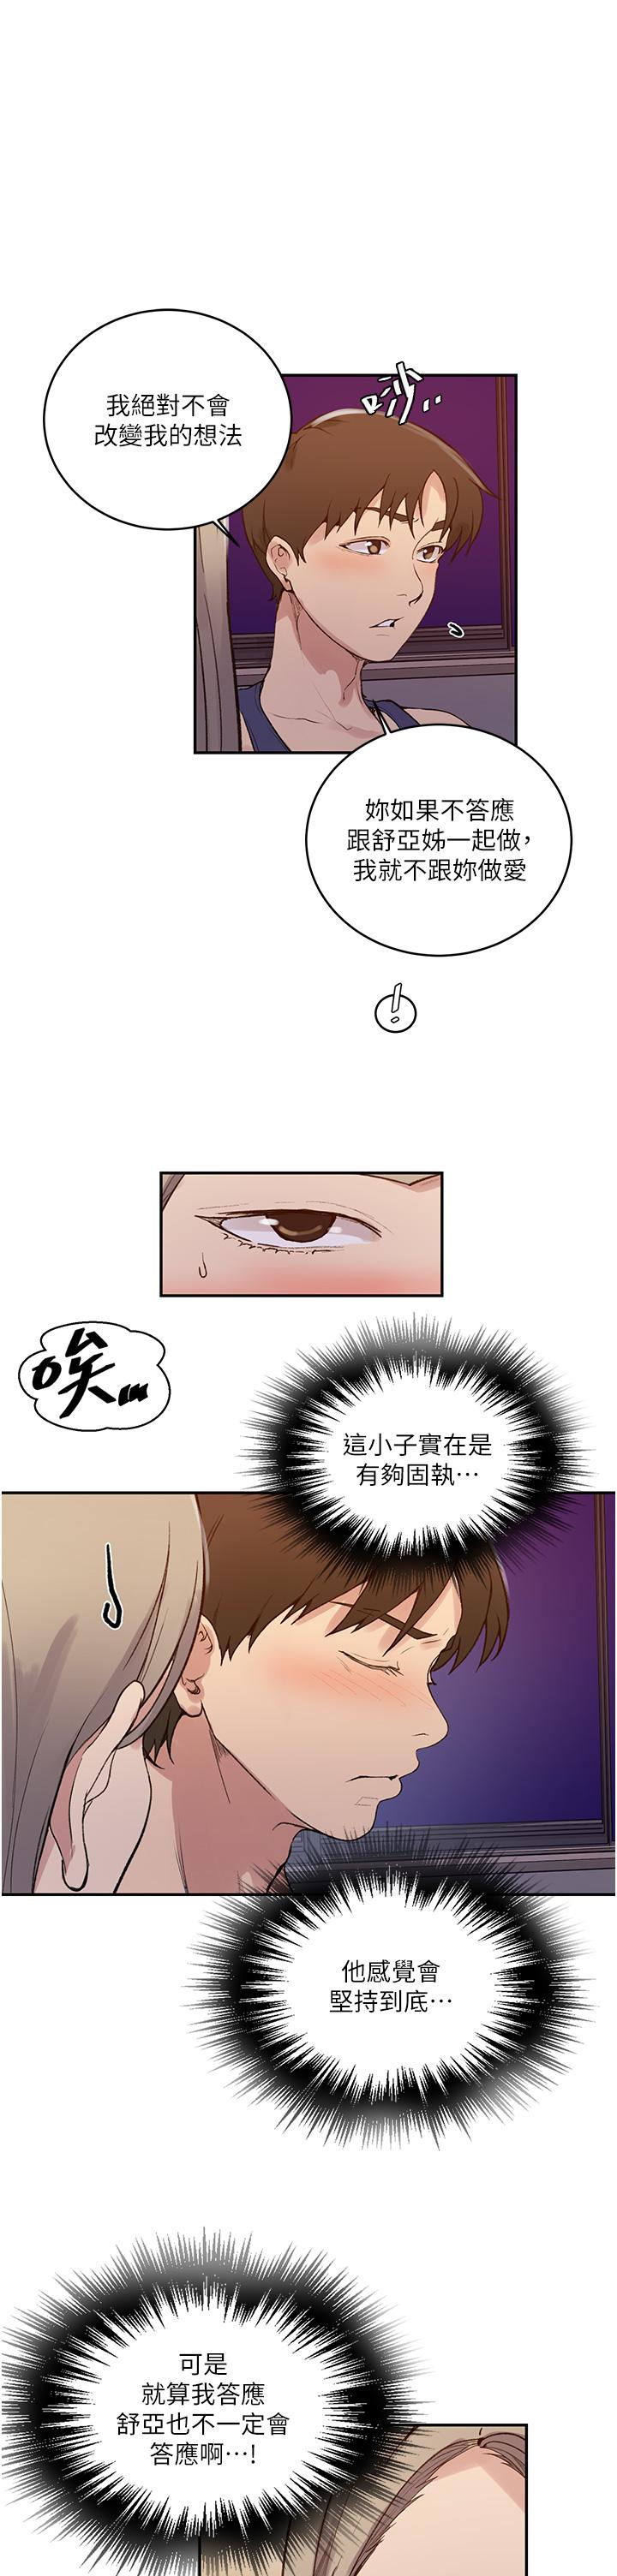 我絕對不會
改變我的想法
哼
妳如果不答應
跟舒亞姊一起做,
我就不跟妳做愛
!
唉...
這小子實在是
有夠固執…
他感覺會
堅持到底…
可是
就算我答應
舒亞也不一定會
答應啊…!